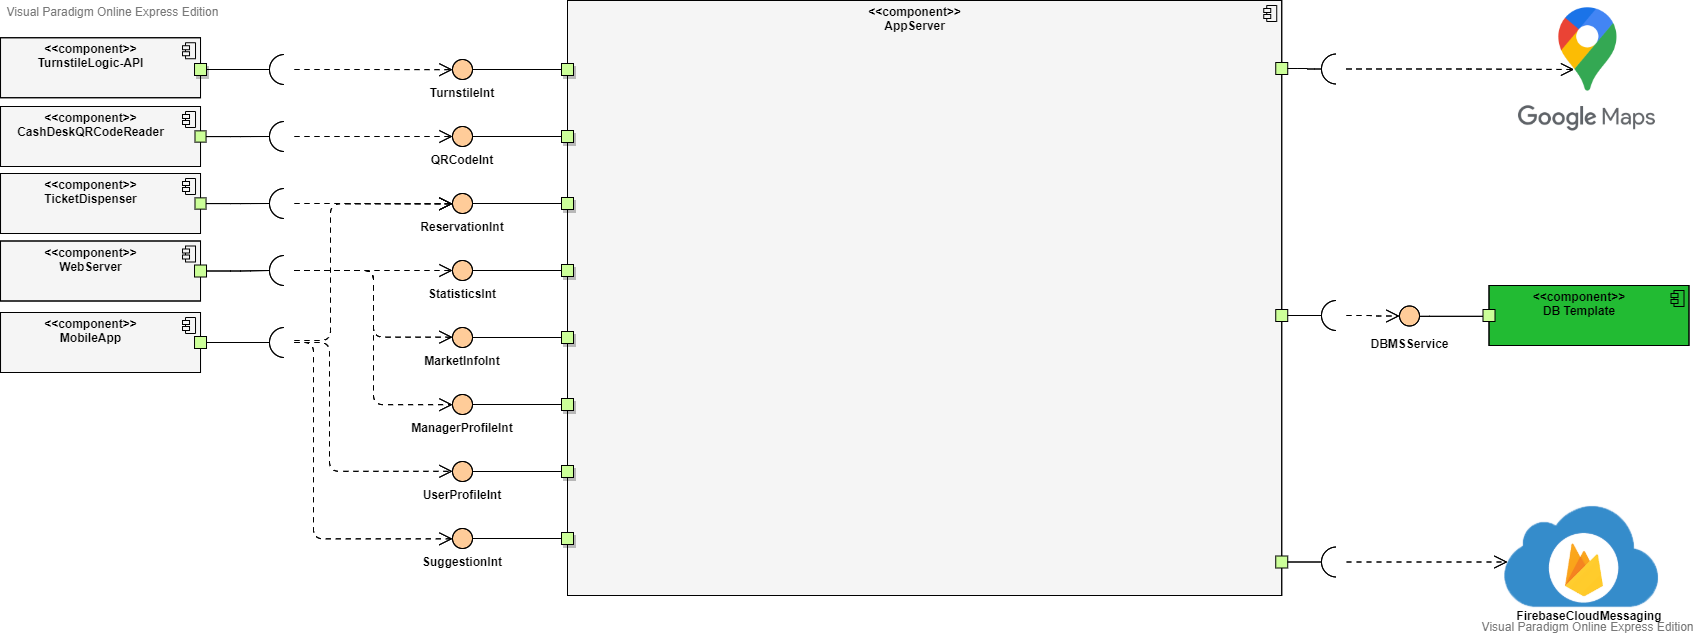 Visual Paradigm Online Express Edition
<<component>>
AppServer
<<component>>
TurnstileLogic-API
TurnstileInt
Google Maps
<<component>>
CashDeskQRCodeReader
QRCodeInt
<<component>>
TicketDispenser
ReservationInt
<<component>>
WebServer
StatisticsInt
<<component>>
MobileApp
MarketInfoInt
ManagerProfileInt
UserProfileInt
SuggestionInt
<<component>>
DB Template
DBMSService
FirebaseCloudMessaging
Visual Paradigm Online Express Edition